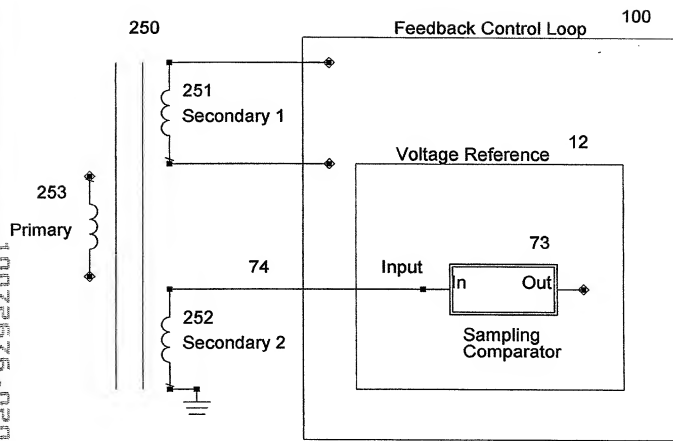 100
250
Feedback Control Loop
251
Secondary 1
12
Voltage Reference
253
Primary
73
74
Input
In
Out
252
Secondary 2
Sampling
Comparator